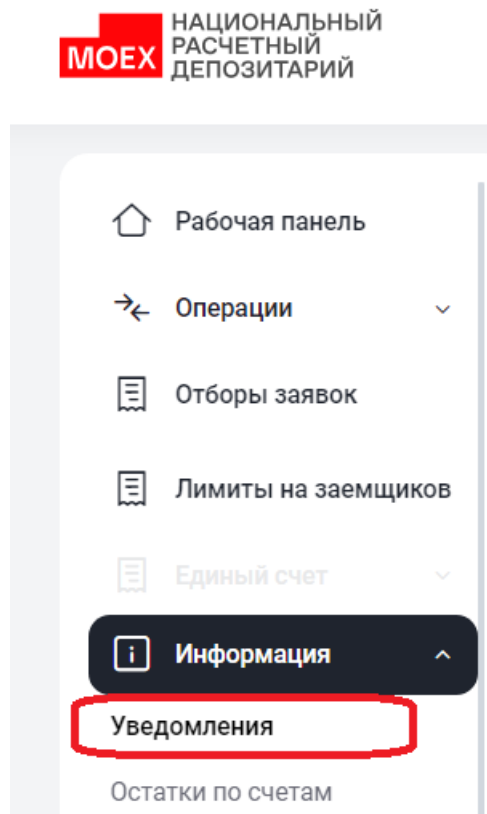 НАЦИОНАЛЬНЫЙ
MOEX РАСЧЕТНЫЙ
ДЕПОЗИТАРИЙ
Рабочая панель
Операции
Отборы заявок
Лимиты на заемщиков
Единый счет
Информация
Уведомления
Остатки по счетам